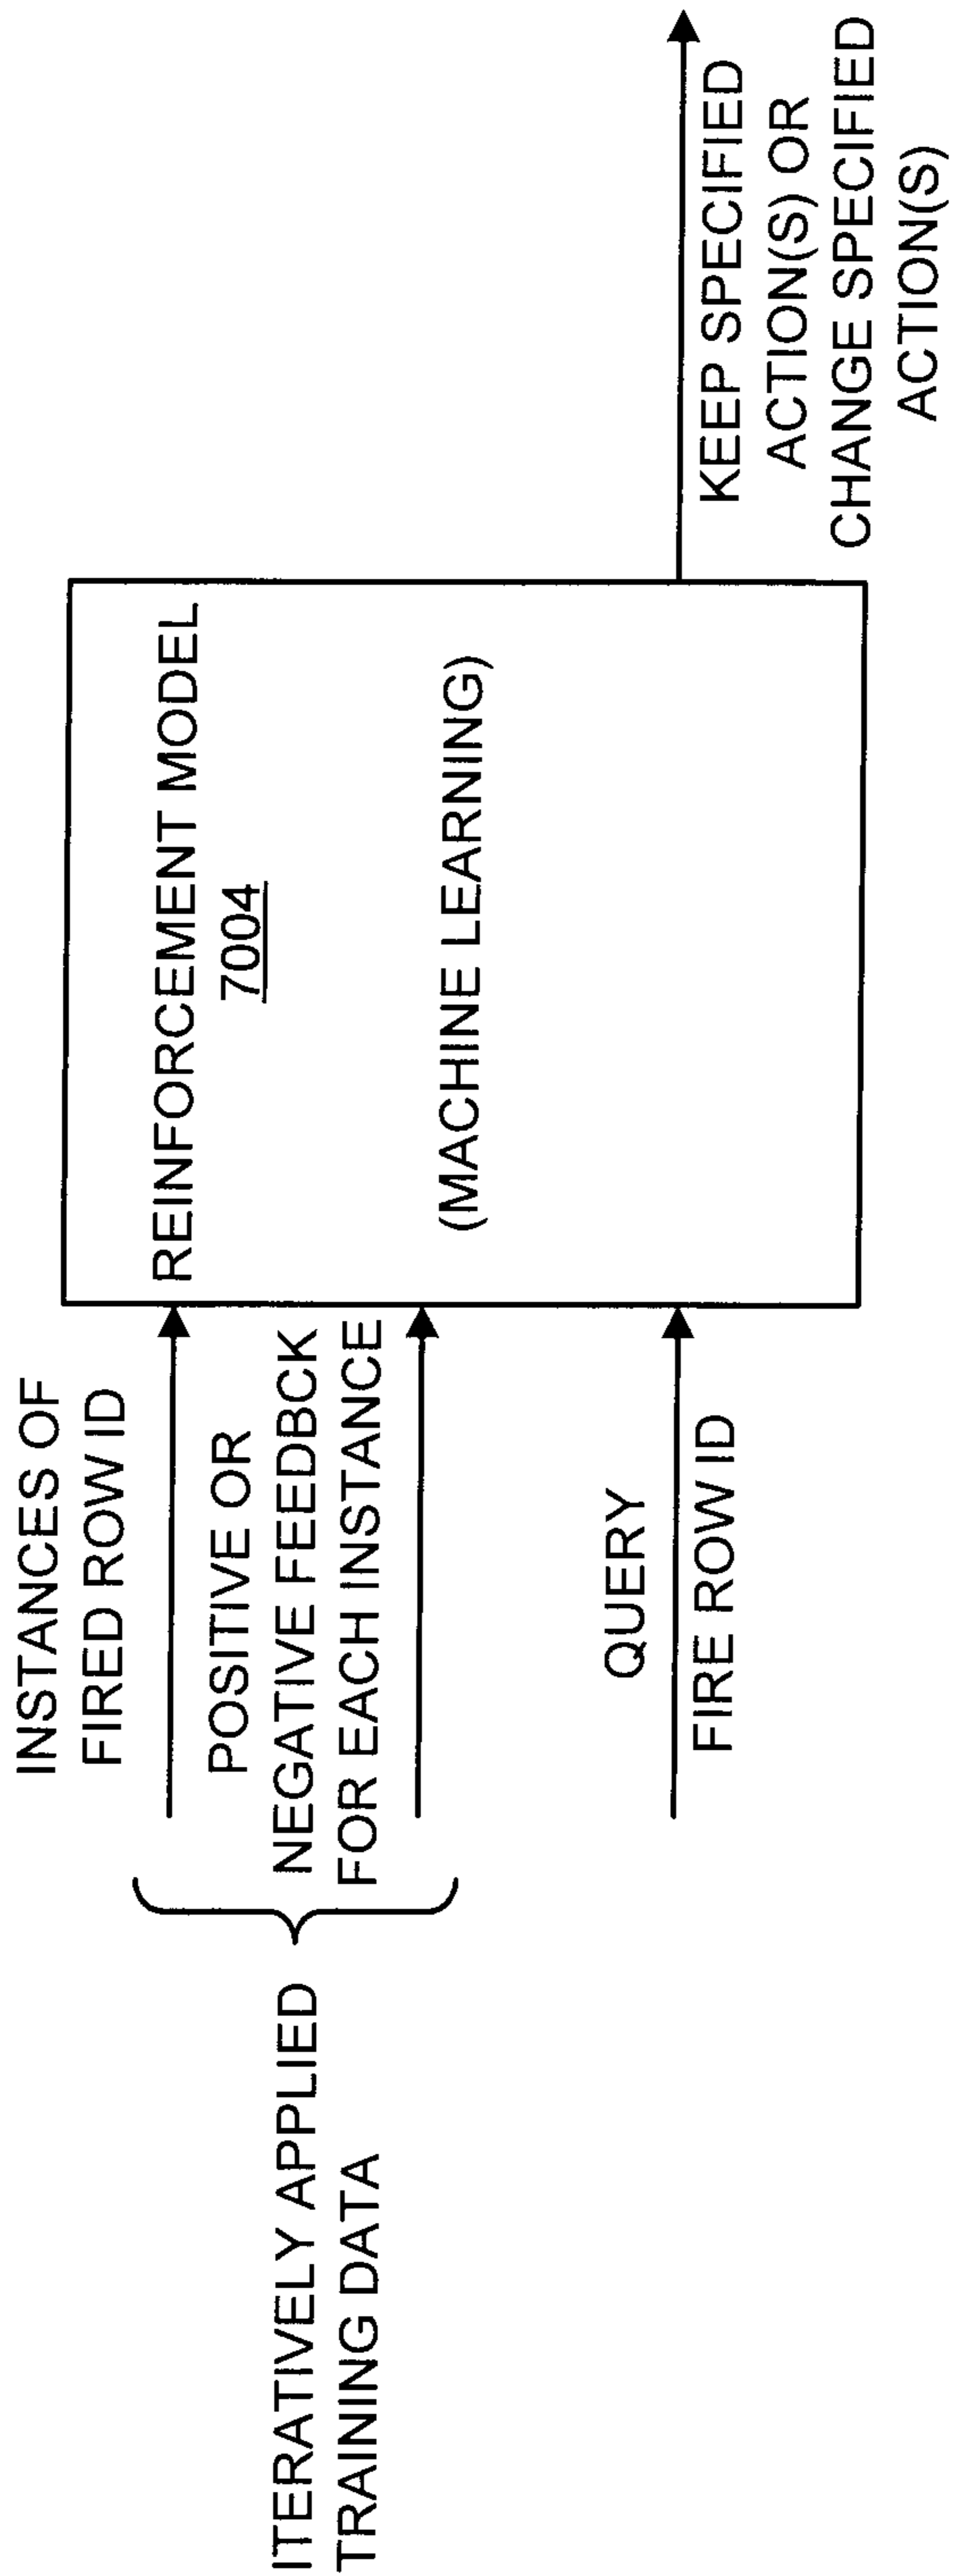 ITERATIVELY APPLIED
TRAINING DATA
INSTANCES OF
FIRED ROW ID
POSITIVE OR
NEGATIVE FEEDBCK
FOR EACH INSTANCE
QUERY
FIRE ROW ID
REINFORCEMENT MODEL
7004
(MACHINE LEARNING)
KEEP SPECIFIED
ACTION(S) OR
CHANGE SPECIFIED
ACTION(S)